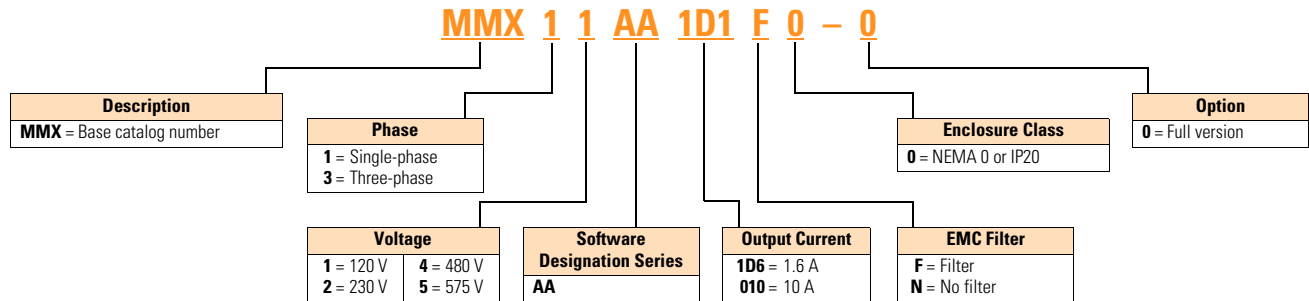 MMX 1 1 AA 1D1 F 0 – 0
Description
MMX = Base catalog number
Phase
1 = Single-phase
3 = Three-phase
Enclosure Class
0 = NEMA 0 or IP20
Option
0 = Full version
Voltage
1 = 120 V 4 = 480 V
2 = 230 V 5 = 575 V
Software
Designation Series
AA
Output Current
1D6 = 1.6 A
010 = 10 A
EMC Filter
F = Filter
N = No filter